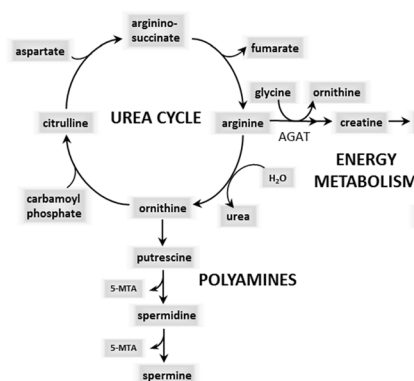 arginino-
succinate
aspartate
fumarate
glycine
ornithine
citrulline
UREA CYCLE
arginine
creatine
AGAT
ENERGY
METABOLISM
H₂O
carbamoyl
phosphate
ornithine
urea
putrescine
5-MTA
POLYAMINES
spermidine
5-MTA
spermine